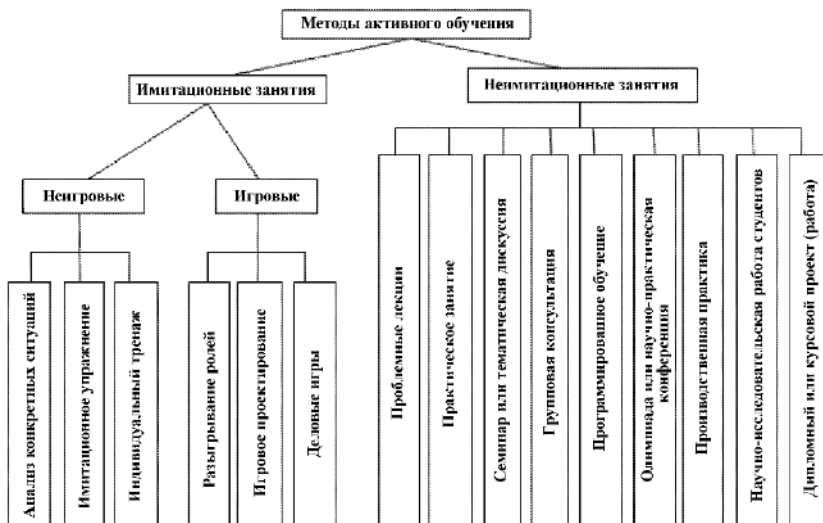 Методы активного обучения
Имитационные занятия
Неимитационные занятия
Неигровые
Игровые
Анализ конкретных ситуаций
Имитационное упражнение
Индивидуальный тренаж
Разыгрывание ролей
Игровое проектирование
Деловые игры
Проблемные лекции
Практическое занятие
Семинар или тематическая дискуссия
Групповая консультация
Программированное обучение
Олимпиада или научно-практическая
конференция
Производственная практика
Научно-исследовательская работа студентов
Дипломный или курсовой проект (работа)